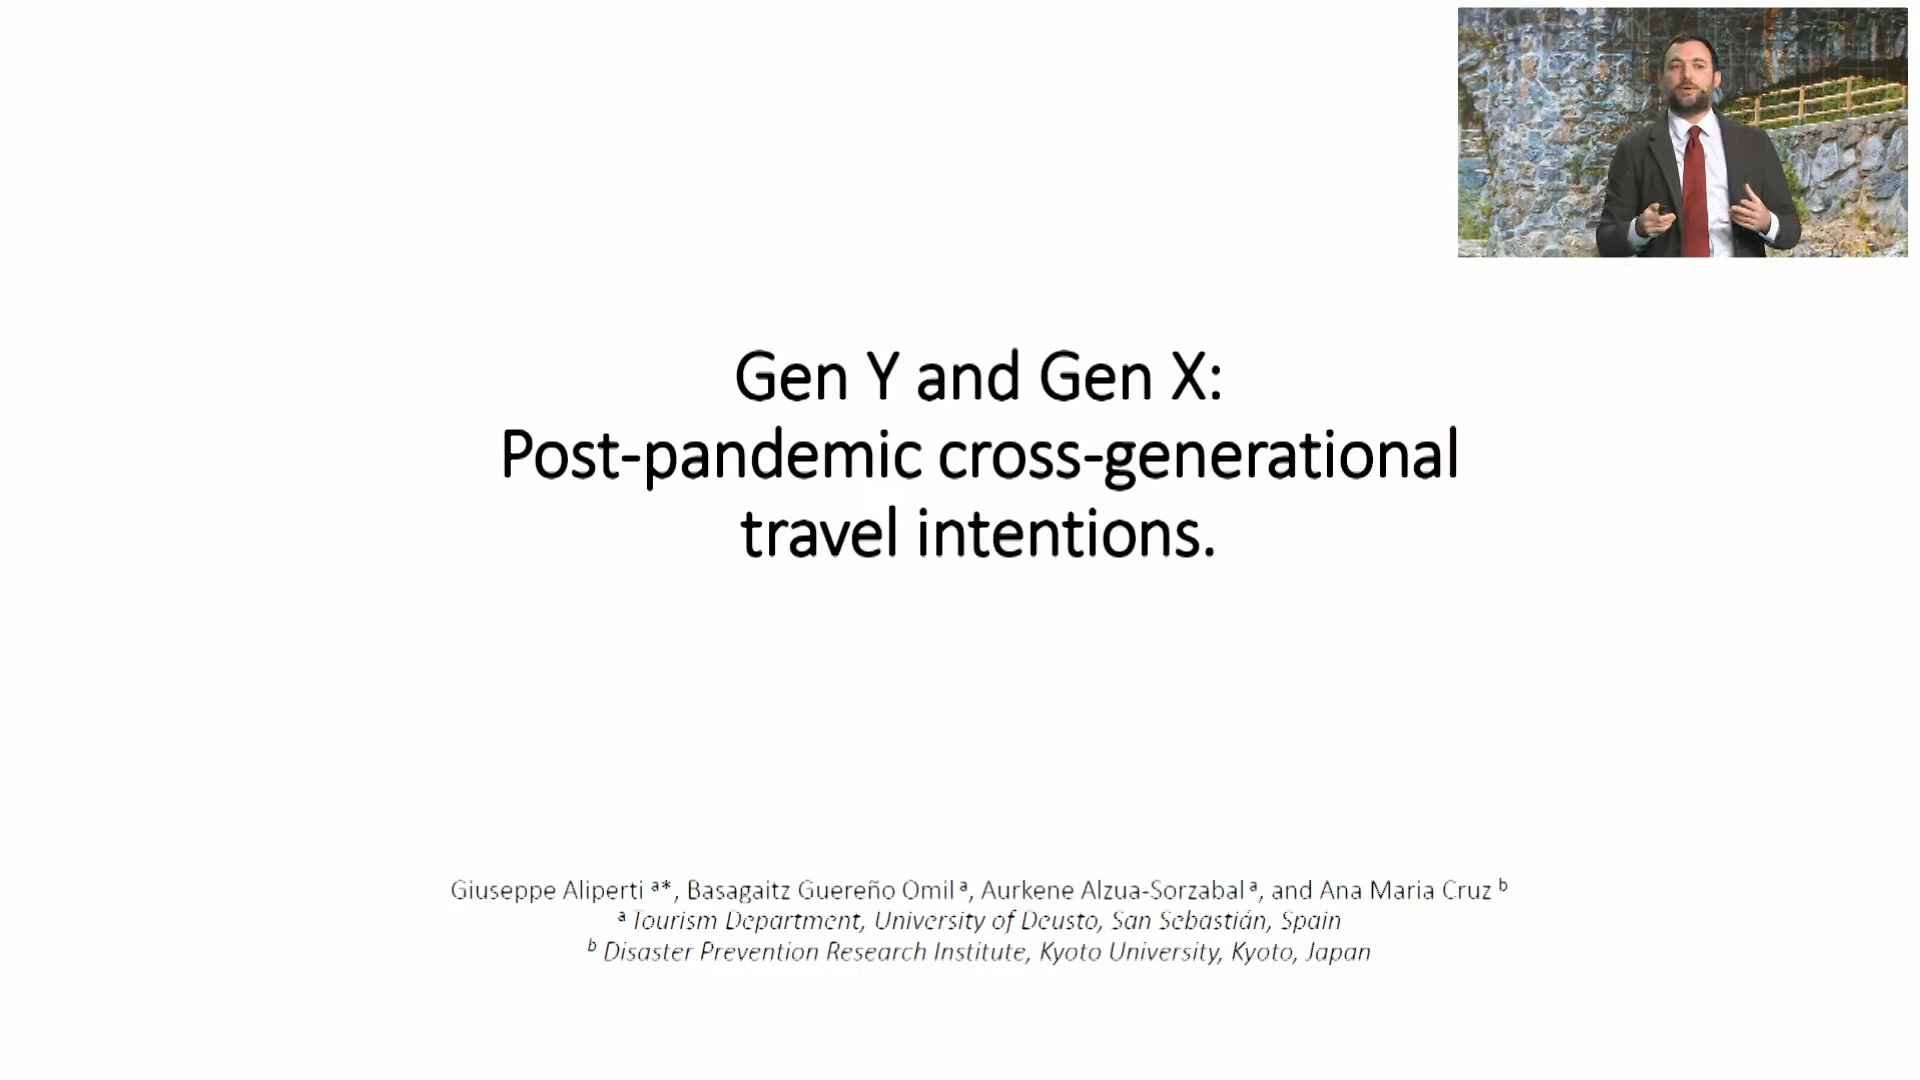 Gen Y and Gen X:
Post-pandemic cross-generational
travel intentions.
Giuseppe Aliperti ᵃ*, Basagaitz Guereño Omil ᵃ, Aurkene Alzua-Sorzabal ᵃ, and Ana Maria Cruz ᵇ
ᵃ Tourism Department, University of Deusto, San Sebastián, Spain
ᵇ Disaster Prevention Research Institute, Kyoto University, Kyoto, Japan